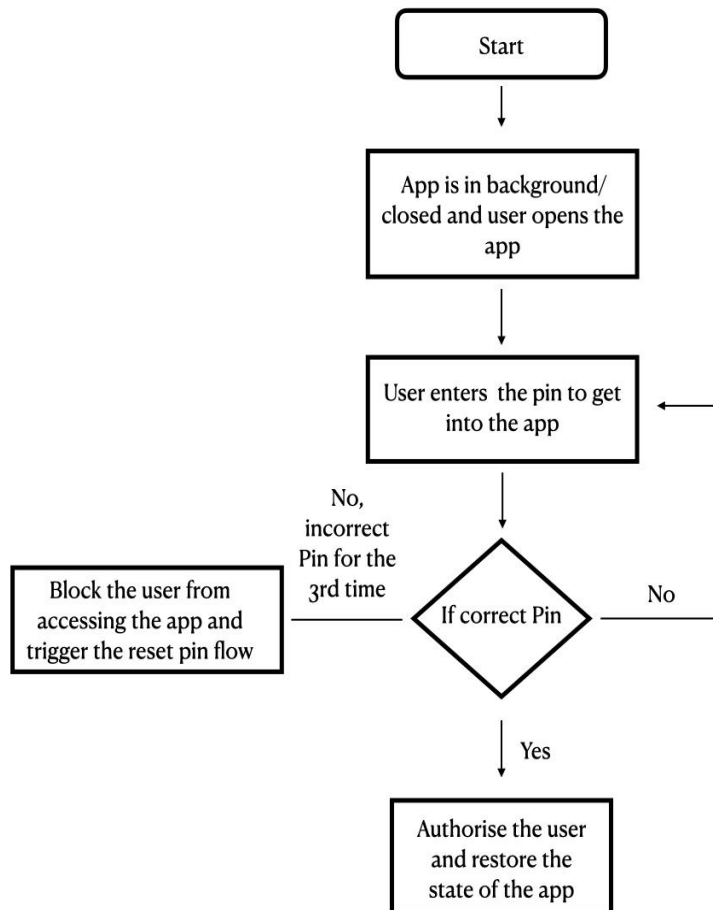 Start
App is in background/
closed and user opens the
app
User enters the pin to get
into the app
No,
incorrect
Pin for the
3rd time
Block the user from
accessing the app and
trigger the reset pin flow
If correct Pin
No
Yes
Authorise the user
and restore the
state of the app